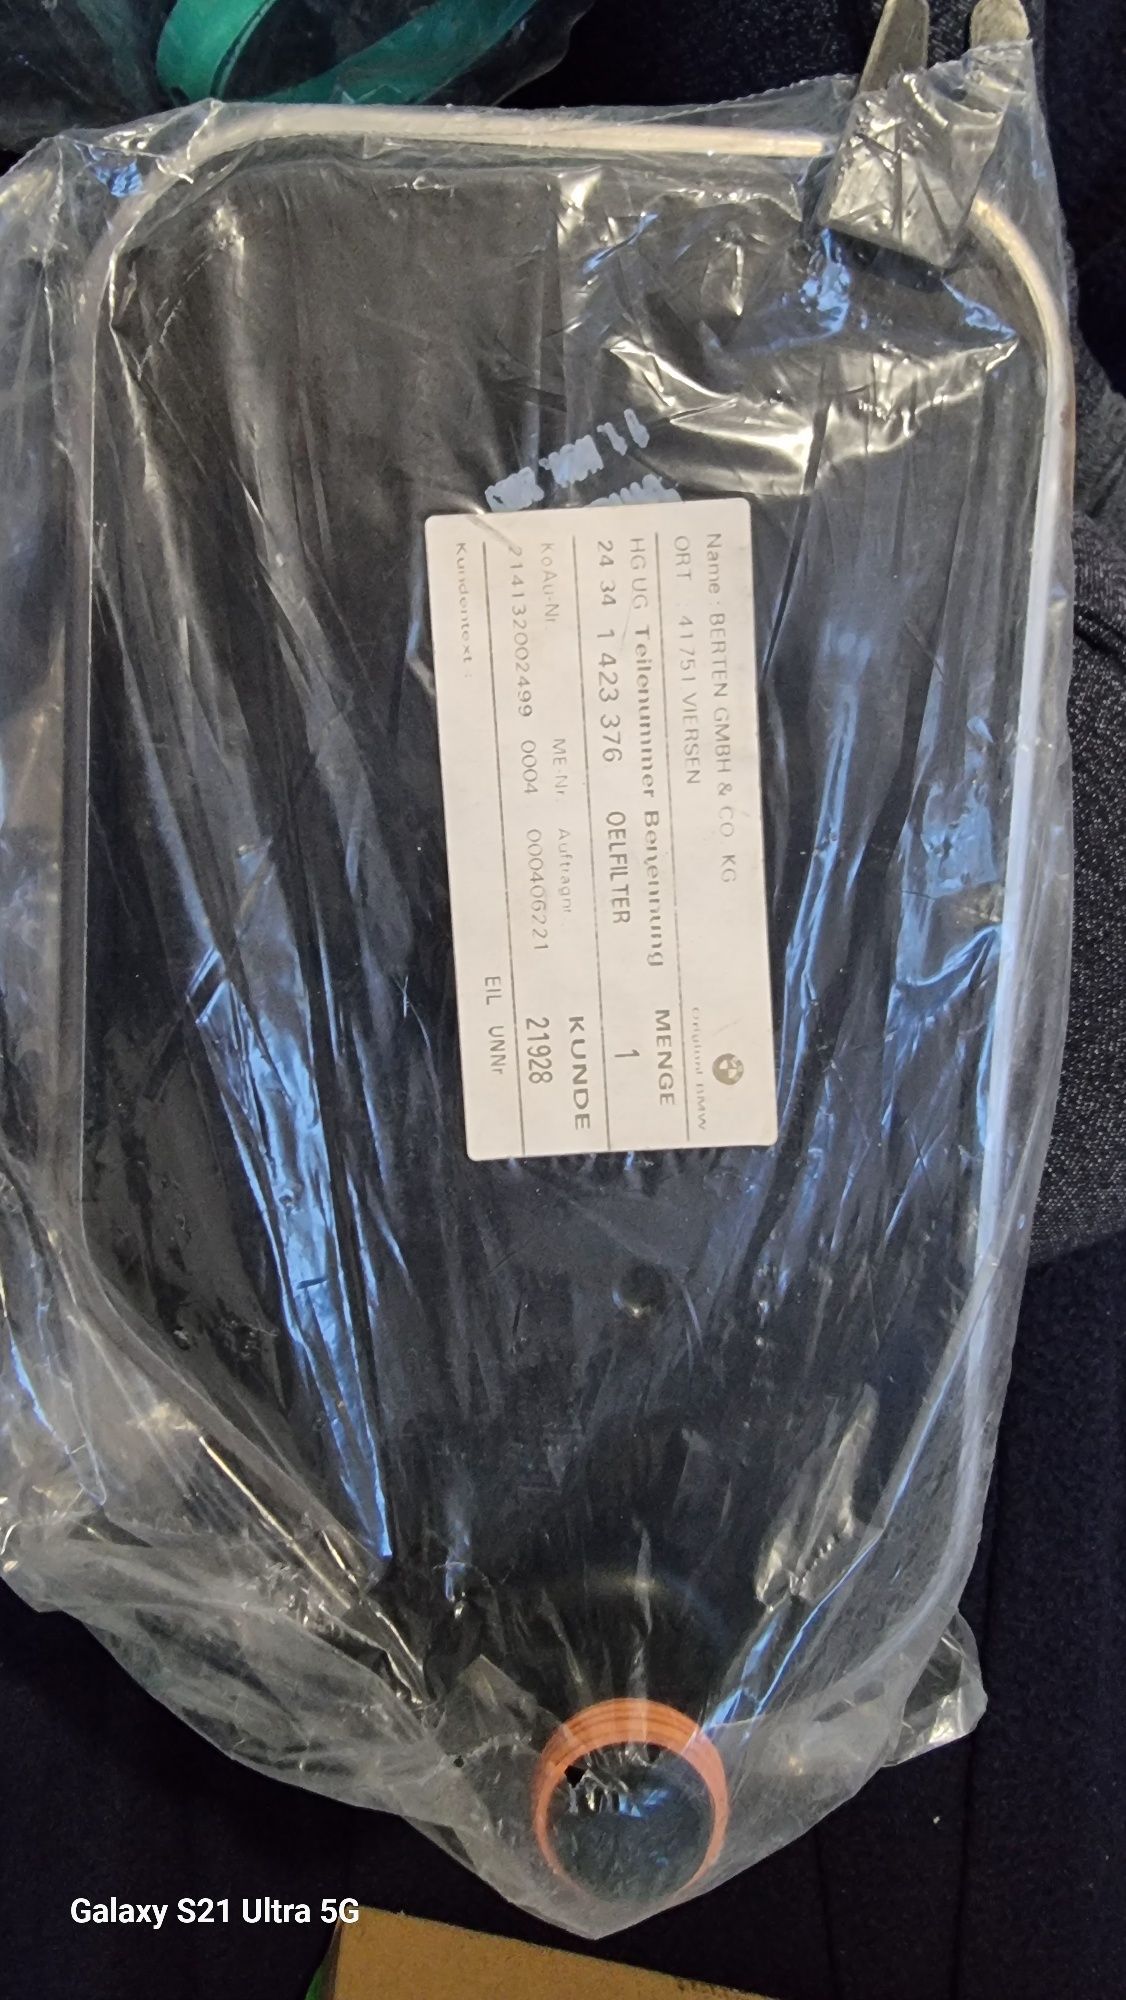 Name : BERTEN GMBH & CO. KG
ORT : 41751 VIERSEN
Original BMW
HG UG Teilenummer Benennung MENGE
24 34 1 423 376 OELFILTER 1
KoAu-Nr. ME-Nr. Auftragnr. KUNDE
214132002499 0004 000406221 21928
Kundentext : EIL UNNr
Galaxy S21 Ultra 5G